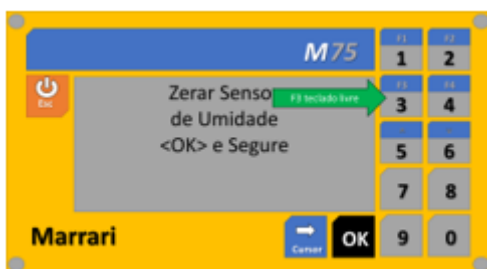 M75
F1 F2
1 2
Esc
Zerar Senso
F3 teclado livre
de Umidade
<OK> e Segure
F3 F4
3 4
5 6
7 8
Marrari
Cursor
OK
9 0